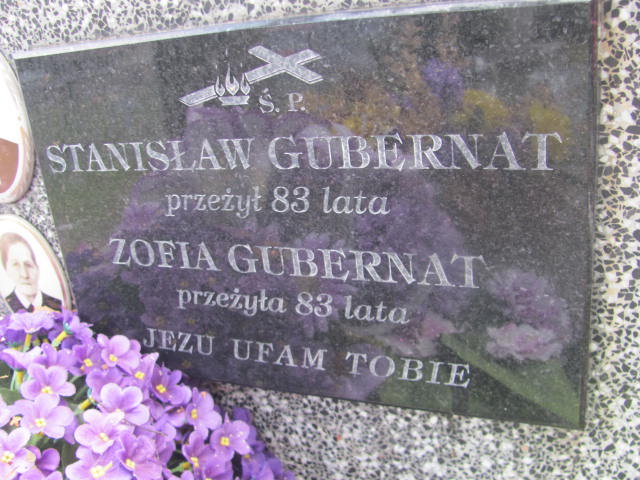 Ś. P.
STANISŁAW GUBERNAT
przeżył 83 lata
ZOFIA GUBERNAT
przeżyła 83 lata
JEZU UFAM TOBIE